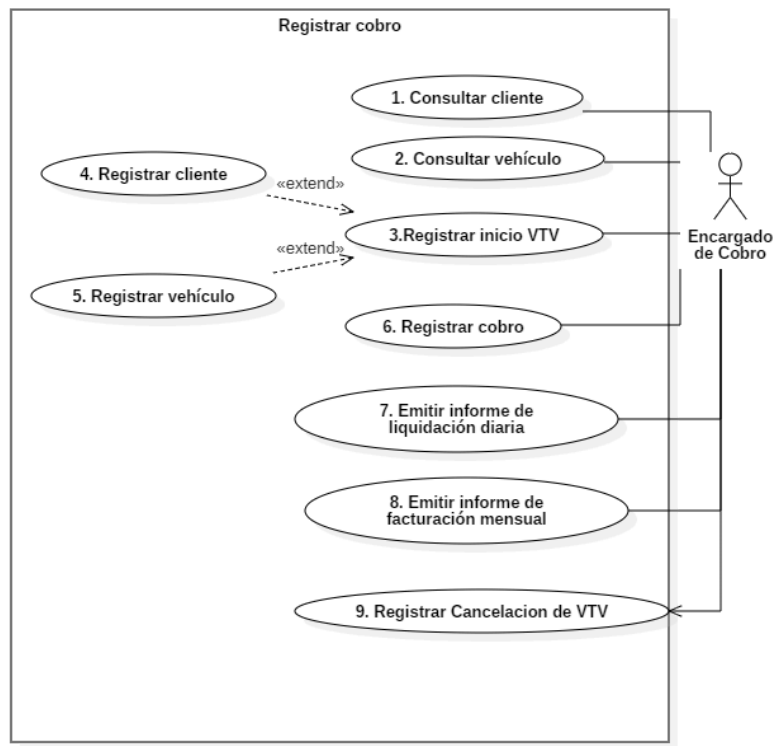 Registrar cobro
1. Consultar cliente
2. Consultar vehículo
4. Registrar cliente
«extend»
3.Registrar inicio VTV
Encargado
de Cobro
«extend»
5. Registrar vehículo
6. Registrar cobro
7. Emitir informe de
liquidación diaria
8. Emitir informe de
facturación mensual
9. Registrar Cancelacion de VTV